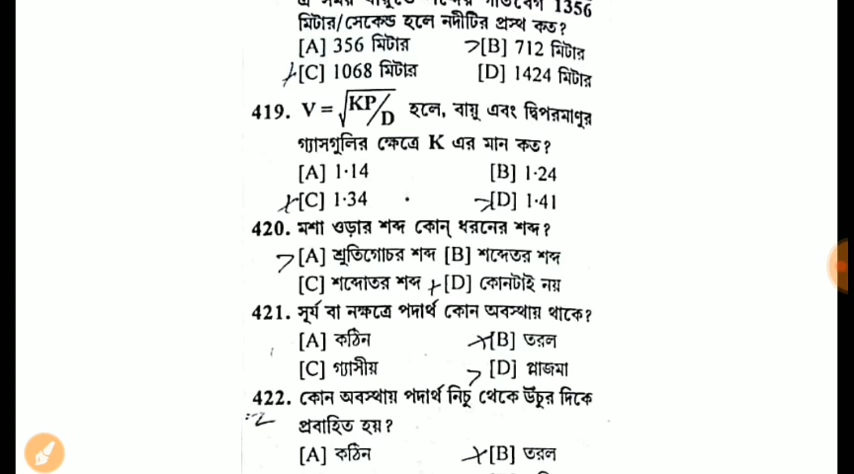 1356
মিটার/সেকেন্ড হলে নদীটির প্রস্থ কত?
[A] 356 মিটার [B] 712 মিটার
[C] 1068 মিটার [D] 1424 মিটার
419. V = √KP/D হলে, বায়ু এবং দ্বিপরমাণুর
গ্যাসগুলির ক্ষেত্রে K এর মান কত?
[A] 1·14 [B] 1·24
[C] 1·34 [D] 1·41
420. মশা ওড়ার শব্দ কোন্ ধরনের শব্দ?
[A] শ্রুতিগোচর শব্দ [B] শব্দেতর শব্দ
[C] শব্দোতর শব্দ [D] কোনটাই নয়
421. সূর্য বা নক্ষত্রে পদার্থ কোন অবস্থায় থাকে?
[A] কঠিন [B] তরল
[C] গ্যাসীয় [D] প্লাজমা
422. কোন অবস্থায় পদার্থ নিচু থেকে উঁচুর দিকে
প্রবাহিত হয়?
[A] কঠিন [B] তরল